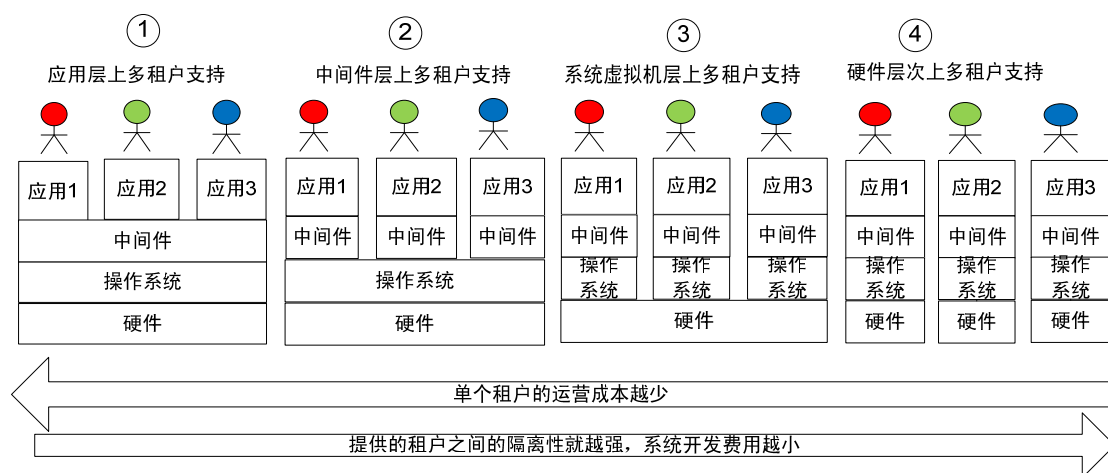 ① ② ③ ④
应用层上多租户支持 中间件层上多租户支持 系统虚拟机层上多租户支持 硬件层次上多租户支持
应用1 应用2 应用3 应用1 应用2 应用3 应用1 应用2 应用3 应用1 应用2 应用3
中间件 中间件 中间件 中间件 中间件 中间件 中间件 中间件 中间件 中间件
操作系统 操作系统 操作系统 操作系统 操作系统 操作系统 操作系统 操作系统
硬件 硬件 硬件 硬件 硬件 硬件
单个租户的运营成本越少
提供的租户之间的隔离性就越强，系统开发费用越小